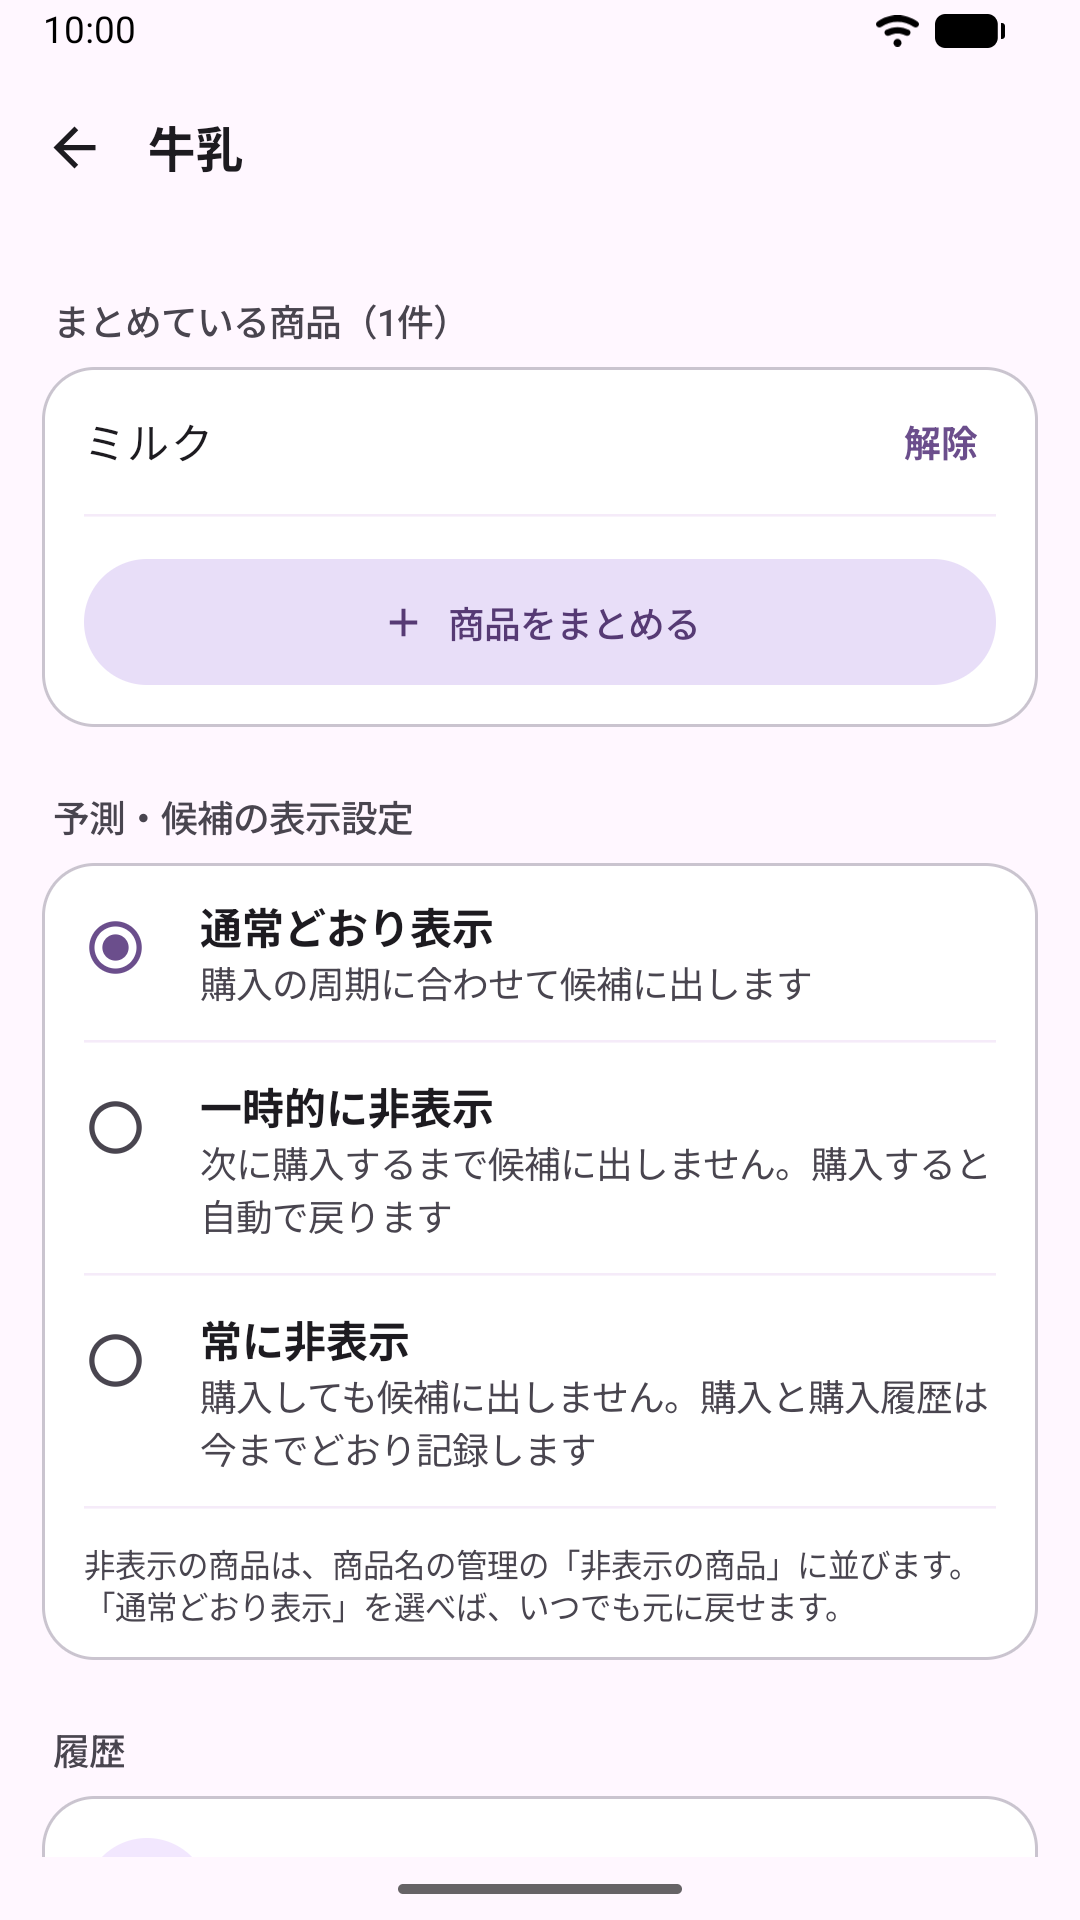 10:00
牛乳
まとめている商品（1件）
ミルク
解除
+ 商品をまとめる
予測・候補の表示設定
通常どおり表示
購入の周期に合わせて候補に出します
一時的に非表示
次に購入するまで候補に出しません。購入すると
自動で戻ります
常に非表示
購入しても候補に出しません。購入と購入履歴は
今までどおり記録します
非表示の商品は、商品名の管理の「非表示の商品」に並びます。
「通常どおり表示」を選べば、いつでも元に戻せます。
履歴